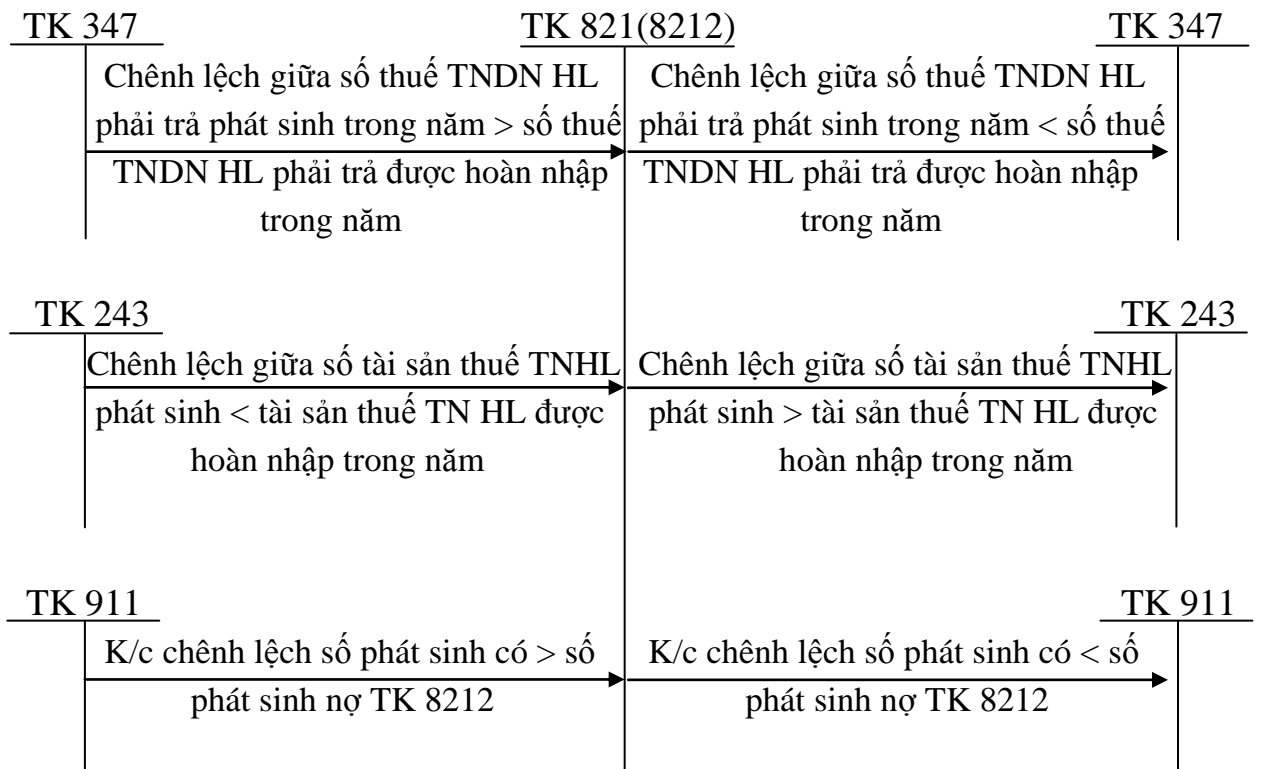 TK 347
TK 821(8212)
TK 347
Chênh lệch giữa số thuế TNDN HL
phải trả phát sinh trong năm > số thuế
TNDN HL phải trả được hoàn nhập
trong năm
Chênh lệch giữa số thuế TNDN HL
phải trả phát sinh trong năm < số thuế
TNDN HL phải trả được hoàn nhập
trong năm
TK 243
TK 243
Chênh lệch giữa số tài sản thuế TNHL
phát sinh < tài sản thuế TN HL được
hoàn nhập trong năm
Chênh lệch giữa số tài sản thuế TNHL
phát sinh > tài sản thuế TN HL được
hoàn nhập trong năm
TK 911
TK 911
K/c chênh lệch số phát sinh có > số
phát sinh nợ TK 8212
K/c chênh lệch số phát sinh có < số
phát sinh nợ TK 8212